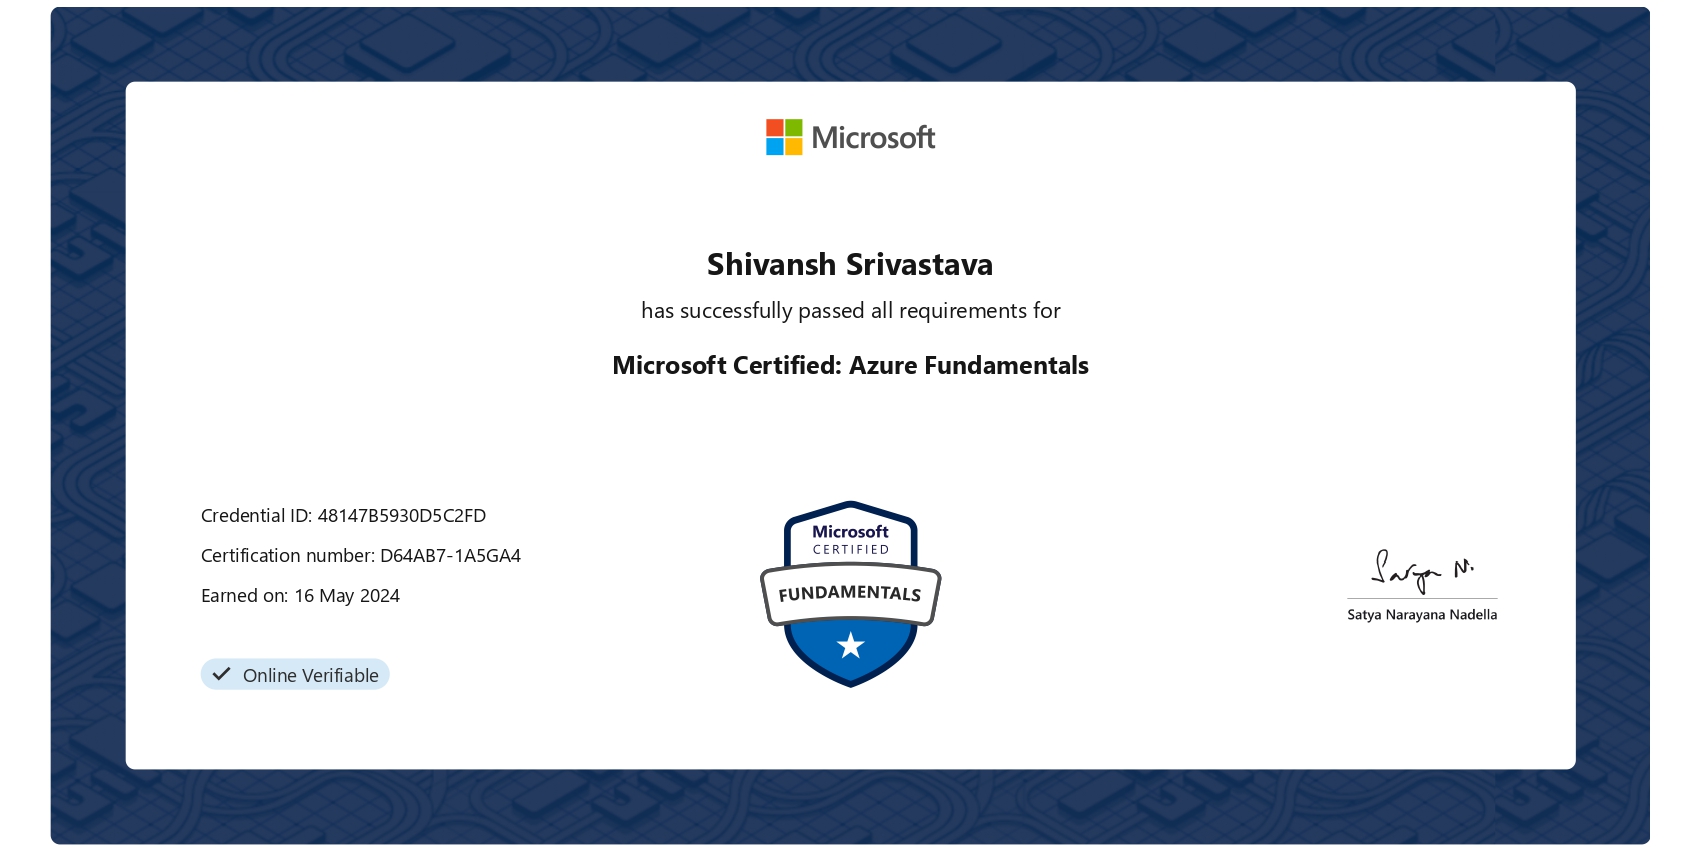 Microsoft
Shivansh Srivastava
has successfully passed all requirements for
Microsoft Certified: Azure Fundamentals
Credential ID: 48147B5930D5C2FD
Certification number: D64AB7-1A5GA4
Earned on: 16 May 2024
Online Verifiable
Microsoft
CERTIFIED
FUNDAMENTALS
Satya N.
Satya Narayana Nadella